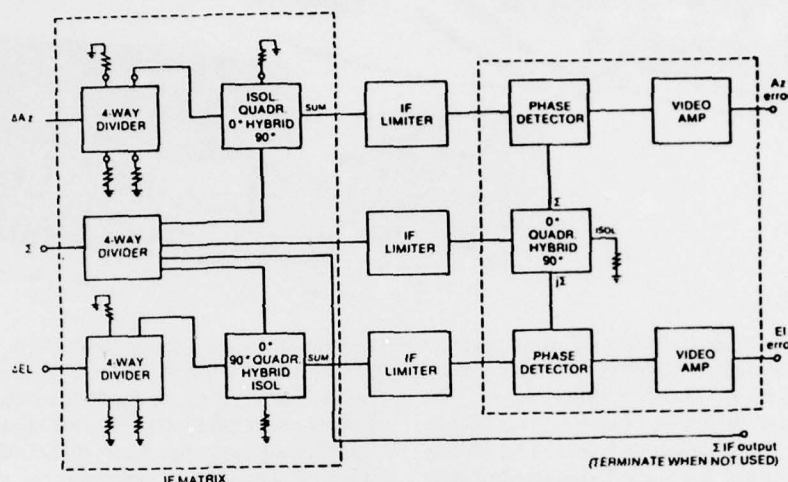 ΔAz
4-WAY
DIVIDER
ISOL
QUADR.
0° HYBRID
90°
SUM
IF
LIMITER
PHASE
DETECTOR
VIDEO
AMP
Az
error
Σ
4-WAY
DIVIDER
IF
LIMITER
Σ
0°
QUADR.
HYBRID
90°
ISOL
jΣ
ΔEL
4-WAY
DIVIDER
0°
90° QUADR.
HYBRID
ISOL
SUM
IF
LIMITER
PHASE
DETECTOR
VIDEO
AMP
El
error
Σ IF output
(TERMINATE WHEN NOT USED)
IF MATRIX